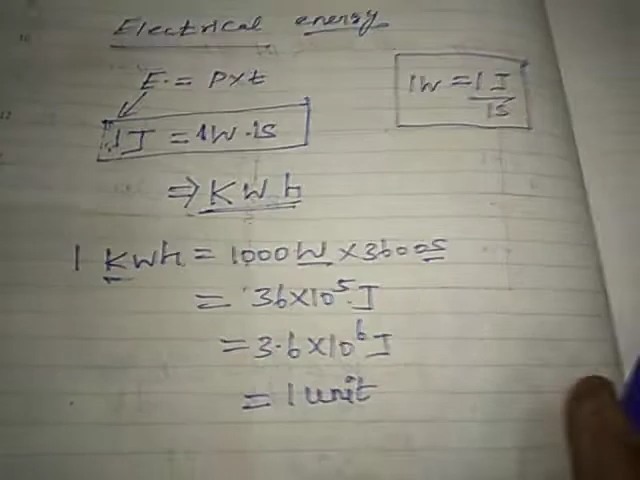 Electrical energy
E = P×t
1W = 1J/1s
1J = 1W·1s
⇒ KWh
1 KWh = 1000W × 3600s
= 36×10⁵ J
= 3.6×10⁶ J
= 1 unit